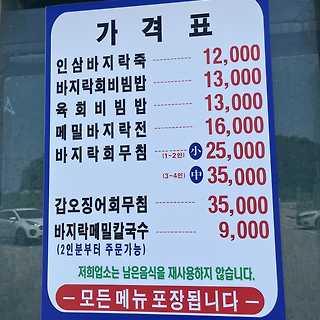 가격표
인삼바지락죽 12,000
바지락회비빔밥 13,000
육회비빔밥 13,000
메밀바지락전 16,000
바지락회무침 (1-2인) 小 25,000
(3-4인) 中 35,000
갑오징어회무침 35,000
바지락메밀칼국수 9,000
(2인분부터 주문가능)
저희업소는 남은음식을 재사용하지 않습니다.
모든 메뉴 포장됩니다